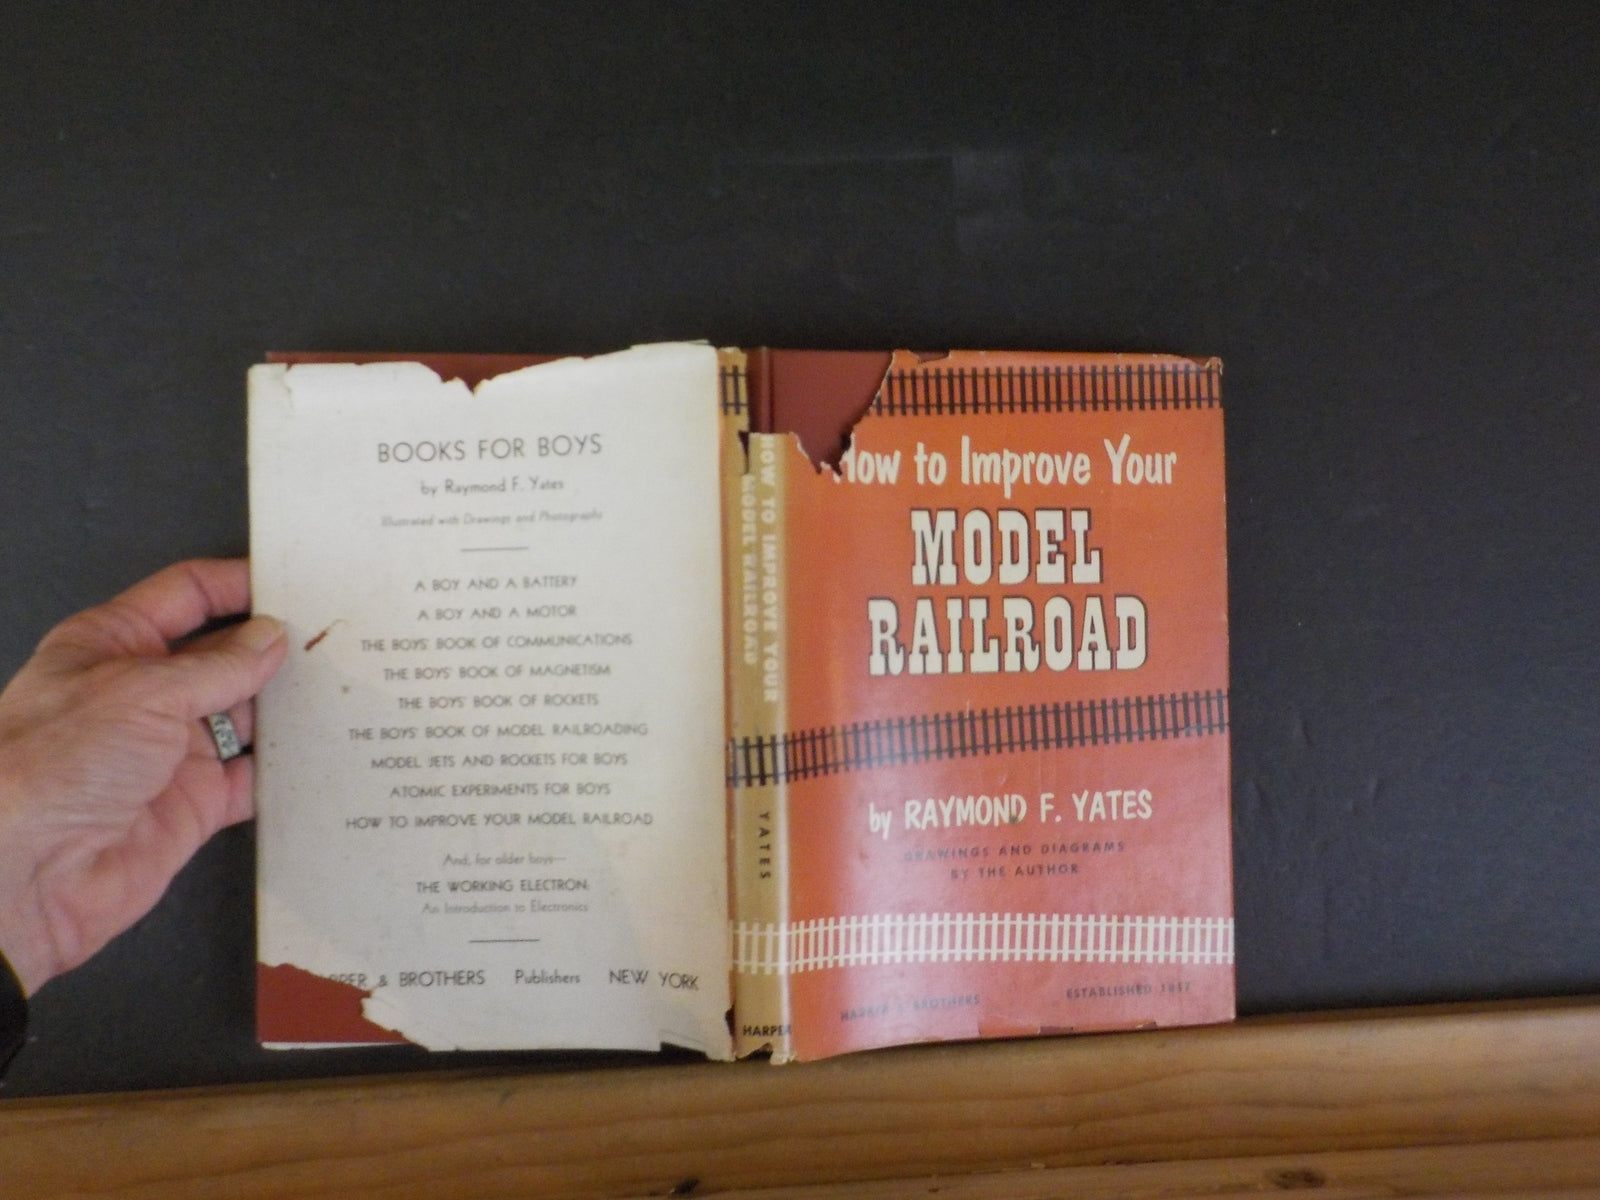 BOOKS FOR BOYS
by Raymond F. Yates
Illustrated with Drawings and Photographs
A BOY AND A BATTERY
A BOY AND A MOTOR
THE BOYS' BOOK OF COMMUNICATIONS
THE BOYS' BOOK OF MAGNETISM
THE BOYS' BOOK OF ROCKETS
THE BOYS' BOOK OF MODEL RAILROADING
MODEL JETS AND ROCKETS FOR BOYS
ATOMIC EXPERIMENTS FOR BOYS
HOW TO IMPROVE YOUR MODEL RAILROAD
And, for older boys—
THE WORKING ELECTRON:
An Introduction to Electronics
& BROTHERS Publishers NEW YORK
HOW TO IMPROVE YOUR
MODEL RAILROAD
YATES
HARPER
How to Improve Your
MODEL
RAILROAD
by RAYMOND F. YATES
DRAWINGS AND DIAGRAMS
BY THE AUTHOR
HARPER & BROTHERS ESTABLISHED 1817